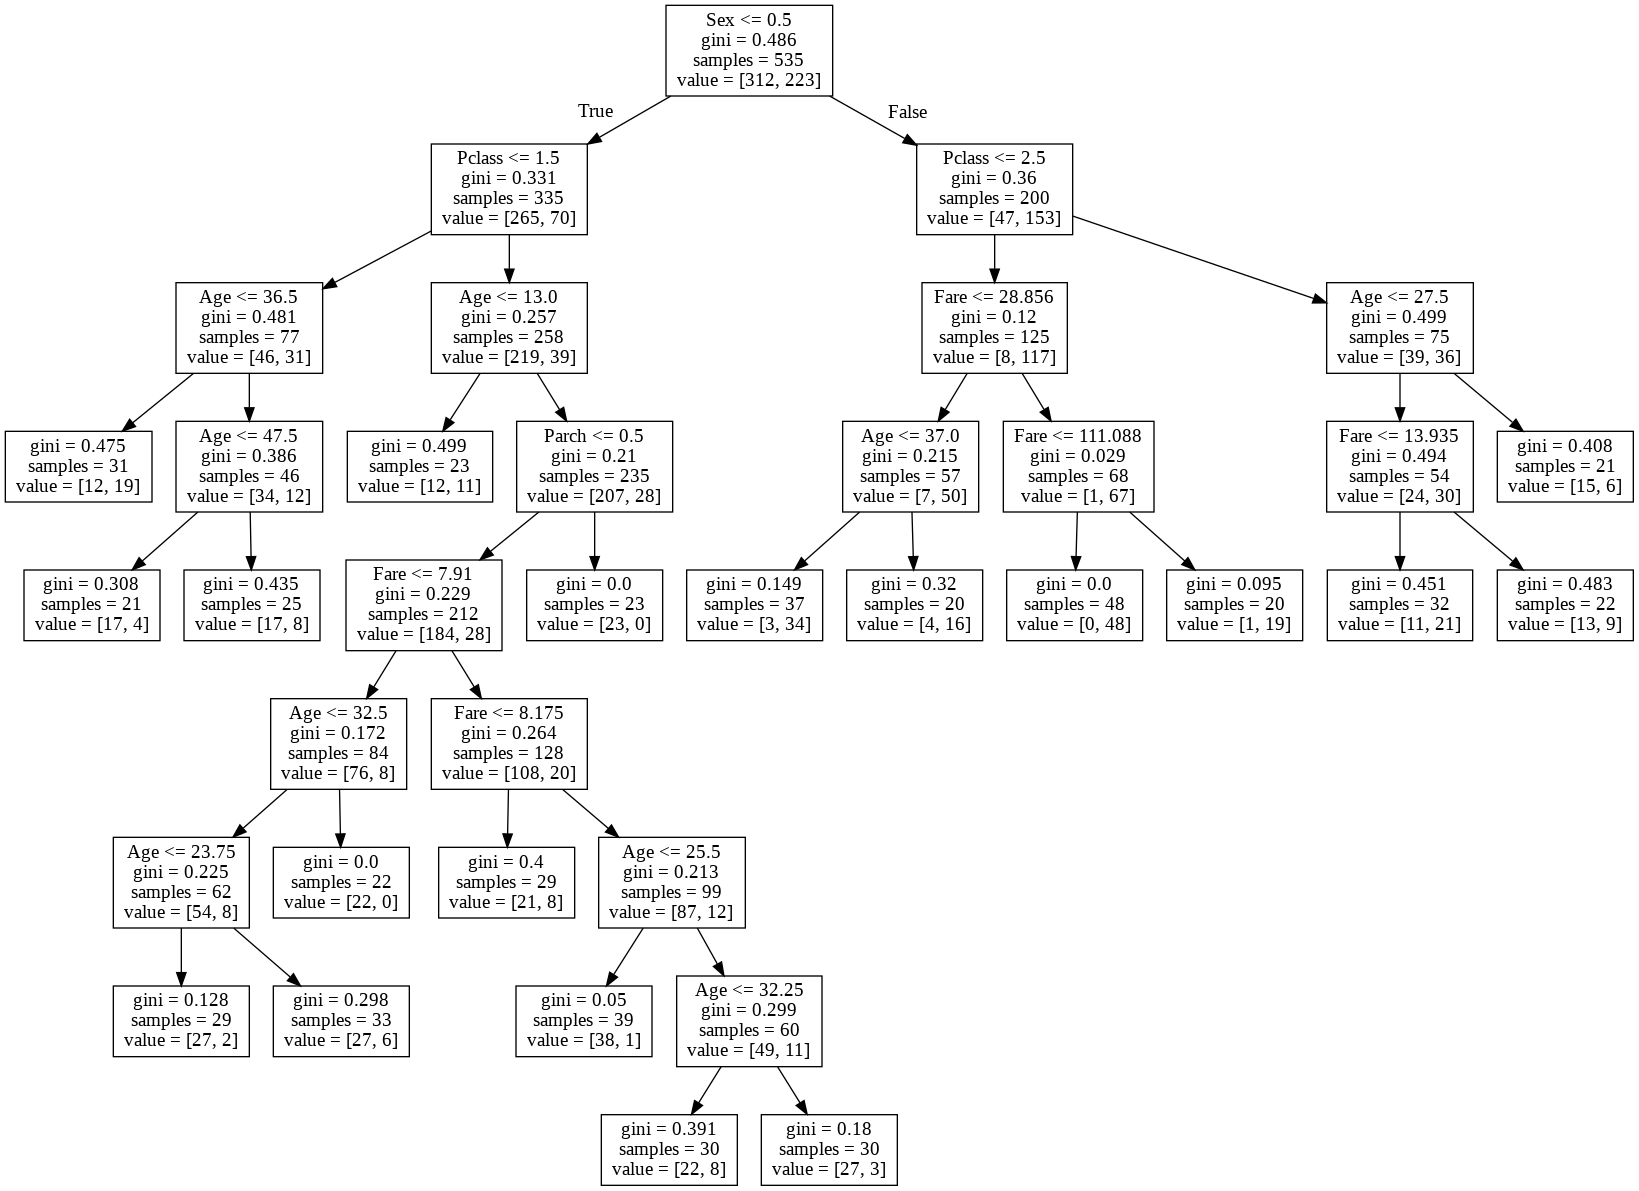 Sex <= 0.5
gini = 0.486
samples = 535
value = [312, 223]
True
False
Pclass <= 1.5
gini = 0.331
samples = 335
value = [265, 70]
Pclass <= 2.5
gini = 0.36
samples = 200
value = [47, 153]
Age <= 36.5
gini = 0.481
samples = 77
value = [46, 31]
Age <= 13.0
gini = 0.257
samples = 258
value = [219, 39]
Fare <= 28.856
gini = 0.12
samples = 125
value = [8, 117]
Age <= 27.5
gini = 0.499
samples = 75
value = [39, 36]
gini = 0.475
samples = 31
value = [12, 19]
Age <= 47.5
gini = 0.386
samples = 46
value = [34, 12]
gini = 0.499
samples = 23
value = [12, 11]
Parch <= 0.5
gini = 0.21
samples = 235
value = [207, 28]
Age <= 37.0
gini = 0.215
samples = 57
value = [7, 50]
Fare <= 111.088
gini = 0.029
samples = 68
value = [1, 67]
Fare <= 13.935
gini = 0.494
samples = 54
value = [24, 30]
gini = 0.408
samples = 21
value = [15, 6]
gini = 0.308
samples = 21
value = [17, 4]
gini = 0.435
samples = 25
value = [17, 8]
Fare <= 7.91
gini = 0.229
samples = 212
value = [184, 28]
gini = 0.0
samples = 23
value = [23, 0]
gini = 0.149
samples = 37
value = [3, 34]
gini = 0.32
samples = 20
value = [4, 16]
gini = 0.0
samples = 48
value = [0, 48]
gini = 0.095
samples = 20
value = [1, 19]
gini = 0.451
samples = 32
value = [11, 21]
gini = 0.483
samples = 22
value = [13, 9]
Age <= 32.5
gini = 0.172
samples = 84
value = [76, 8]
Fare <= 8.175
gini = 0.264
samples = 128
value = [108, 20]
Age <= 23.75
gini = 0.225
samples = 62
value = [54, 8]
gini = 0.0
samples = 22
value = [22, 0]
gini = 0.4
samples = 29
value = [21, 8]
Age <= 25.5
gini = 0.213
samples = 99
value = [87, 12]
gini = 0.128
samples = 29
value = [27, 2]
gini = 0.298
samples = 33
value = [27, 6]
gini = 0.05
samples = 39
value = [38, 1]
Age <= 32.25
gini = 0.299
samples = 60
value = [49, 11]
gini = 0.391
samples = 30
value = [22, 8]
gini = 0.18
samples = 30
value = [27, 3]